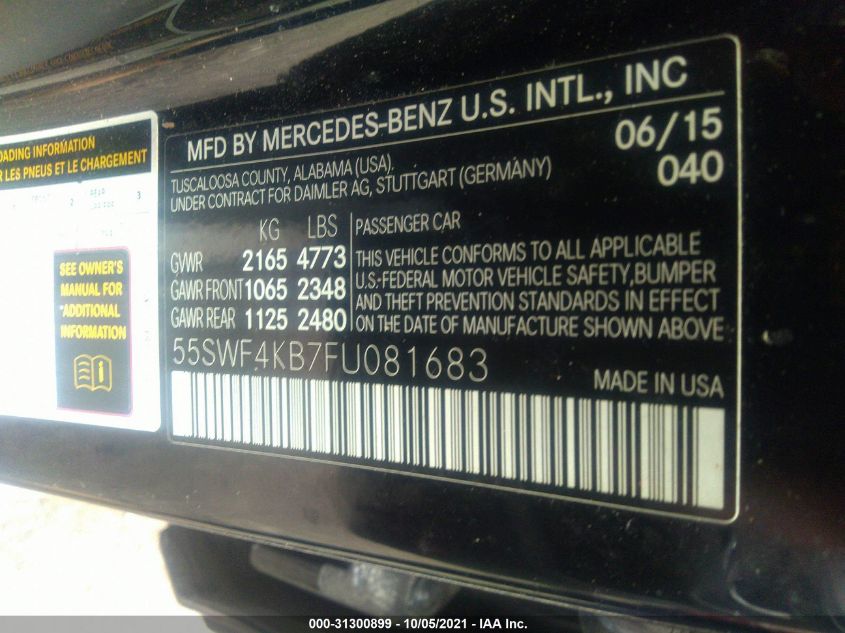 MFD BY MERCEDES-BENZ U.S. INTL., INC
06/15
TUSCALOOSA COUNTY, ALABAMA (USA).
UNDER CONTRACT FOR DAIMLER AG, STUTTGART (GERMANY)
040
KG LBS
GVWR 2165 4773
GAWR FRONT 1065 2348
GAWR REAR 1125 2480
PASSENGER CAR
THIS VEHICLE CONFORMS TO ALL APPLICABLE
U.S.-FEDERAL MOTOR VEHICLE SAFETY, BUMPER
AND THEFT PREVENTION STANDARDS IN EFFECT
ON THE DATE OF MANUFACTURE SHOWN ABOVE
55SWF4KB7FU081683
MADE IN USA
OADING INFORMATION
R LES PNEUS ET LE CHARGEMENT
SEE OWNER'S
MANUAL FOR
ADDITIONAL
INFORMATION
000-31300899 - 10/05/2021 - IAA Inc.